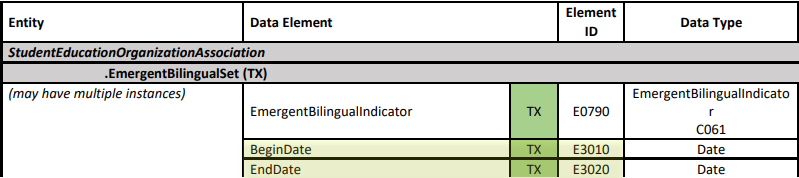 Entity Data Element Element ID Data Type
StudentEducationOrganizationAssociation
.EmergentBilingualSet (TX)
(may have multiple instances)
EmergentBilingualIndicator TX E0790 EmergentBilingualIndicato
r
C061
BeginDate TX E3010 Date
EndDate TX E3020 Date